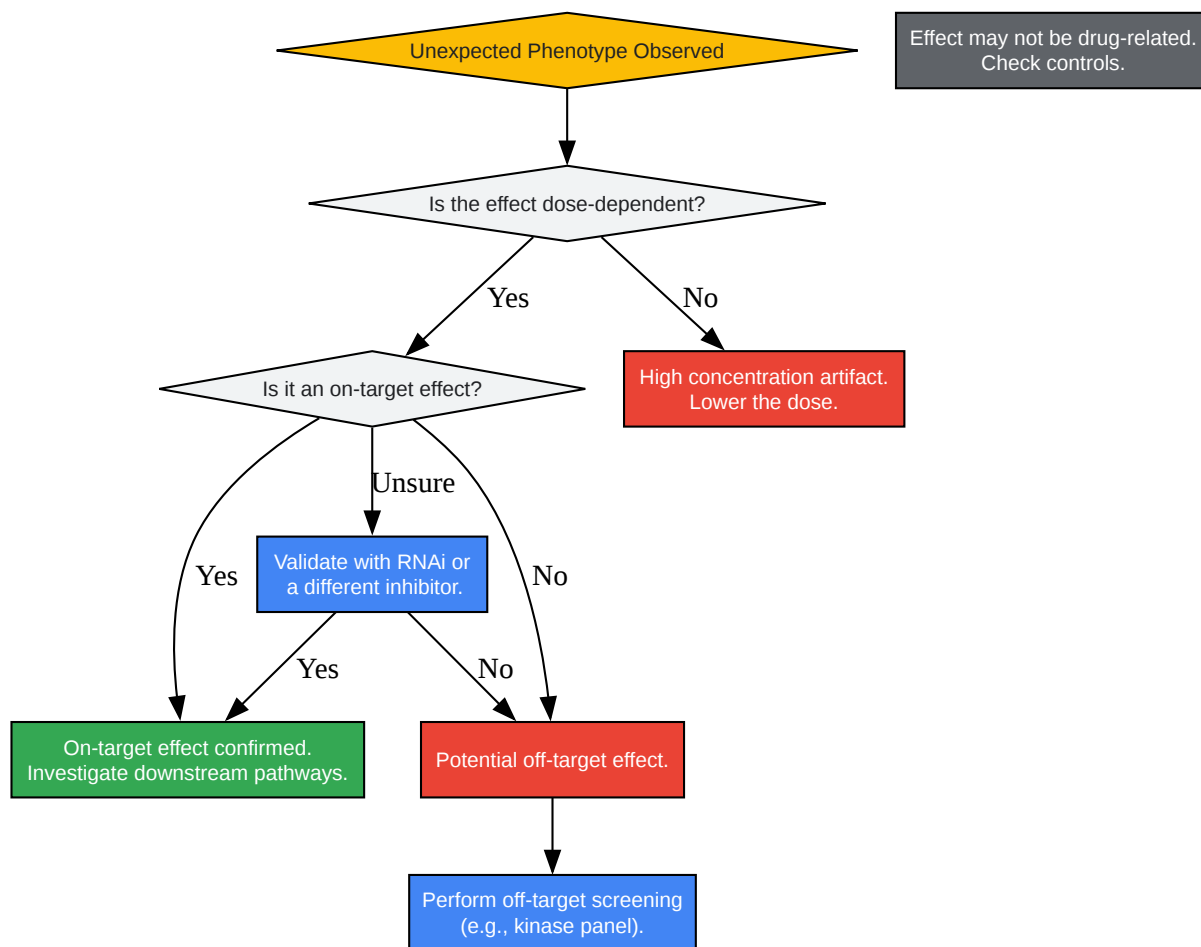 Unexpected Phenotype Observed
Effect may not be drug-related.
Check controls.
Is the effect dose-dependent?
Yes
No
Is it an on-target effect?
High concentration artifact.
Lower the dose.
Unsure
Yes
Validate with RNAi or
a different inhibitor.
No
Yes
No
On-target effect confirmed.
Investigate downstream pathways.
Potential off-target effect.
Perform off-target screening
(e.g., kinase panel).